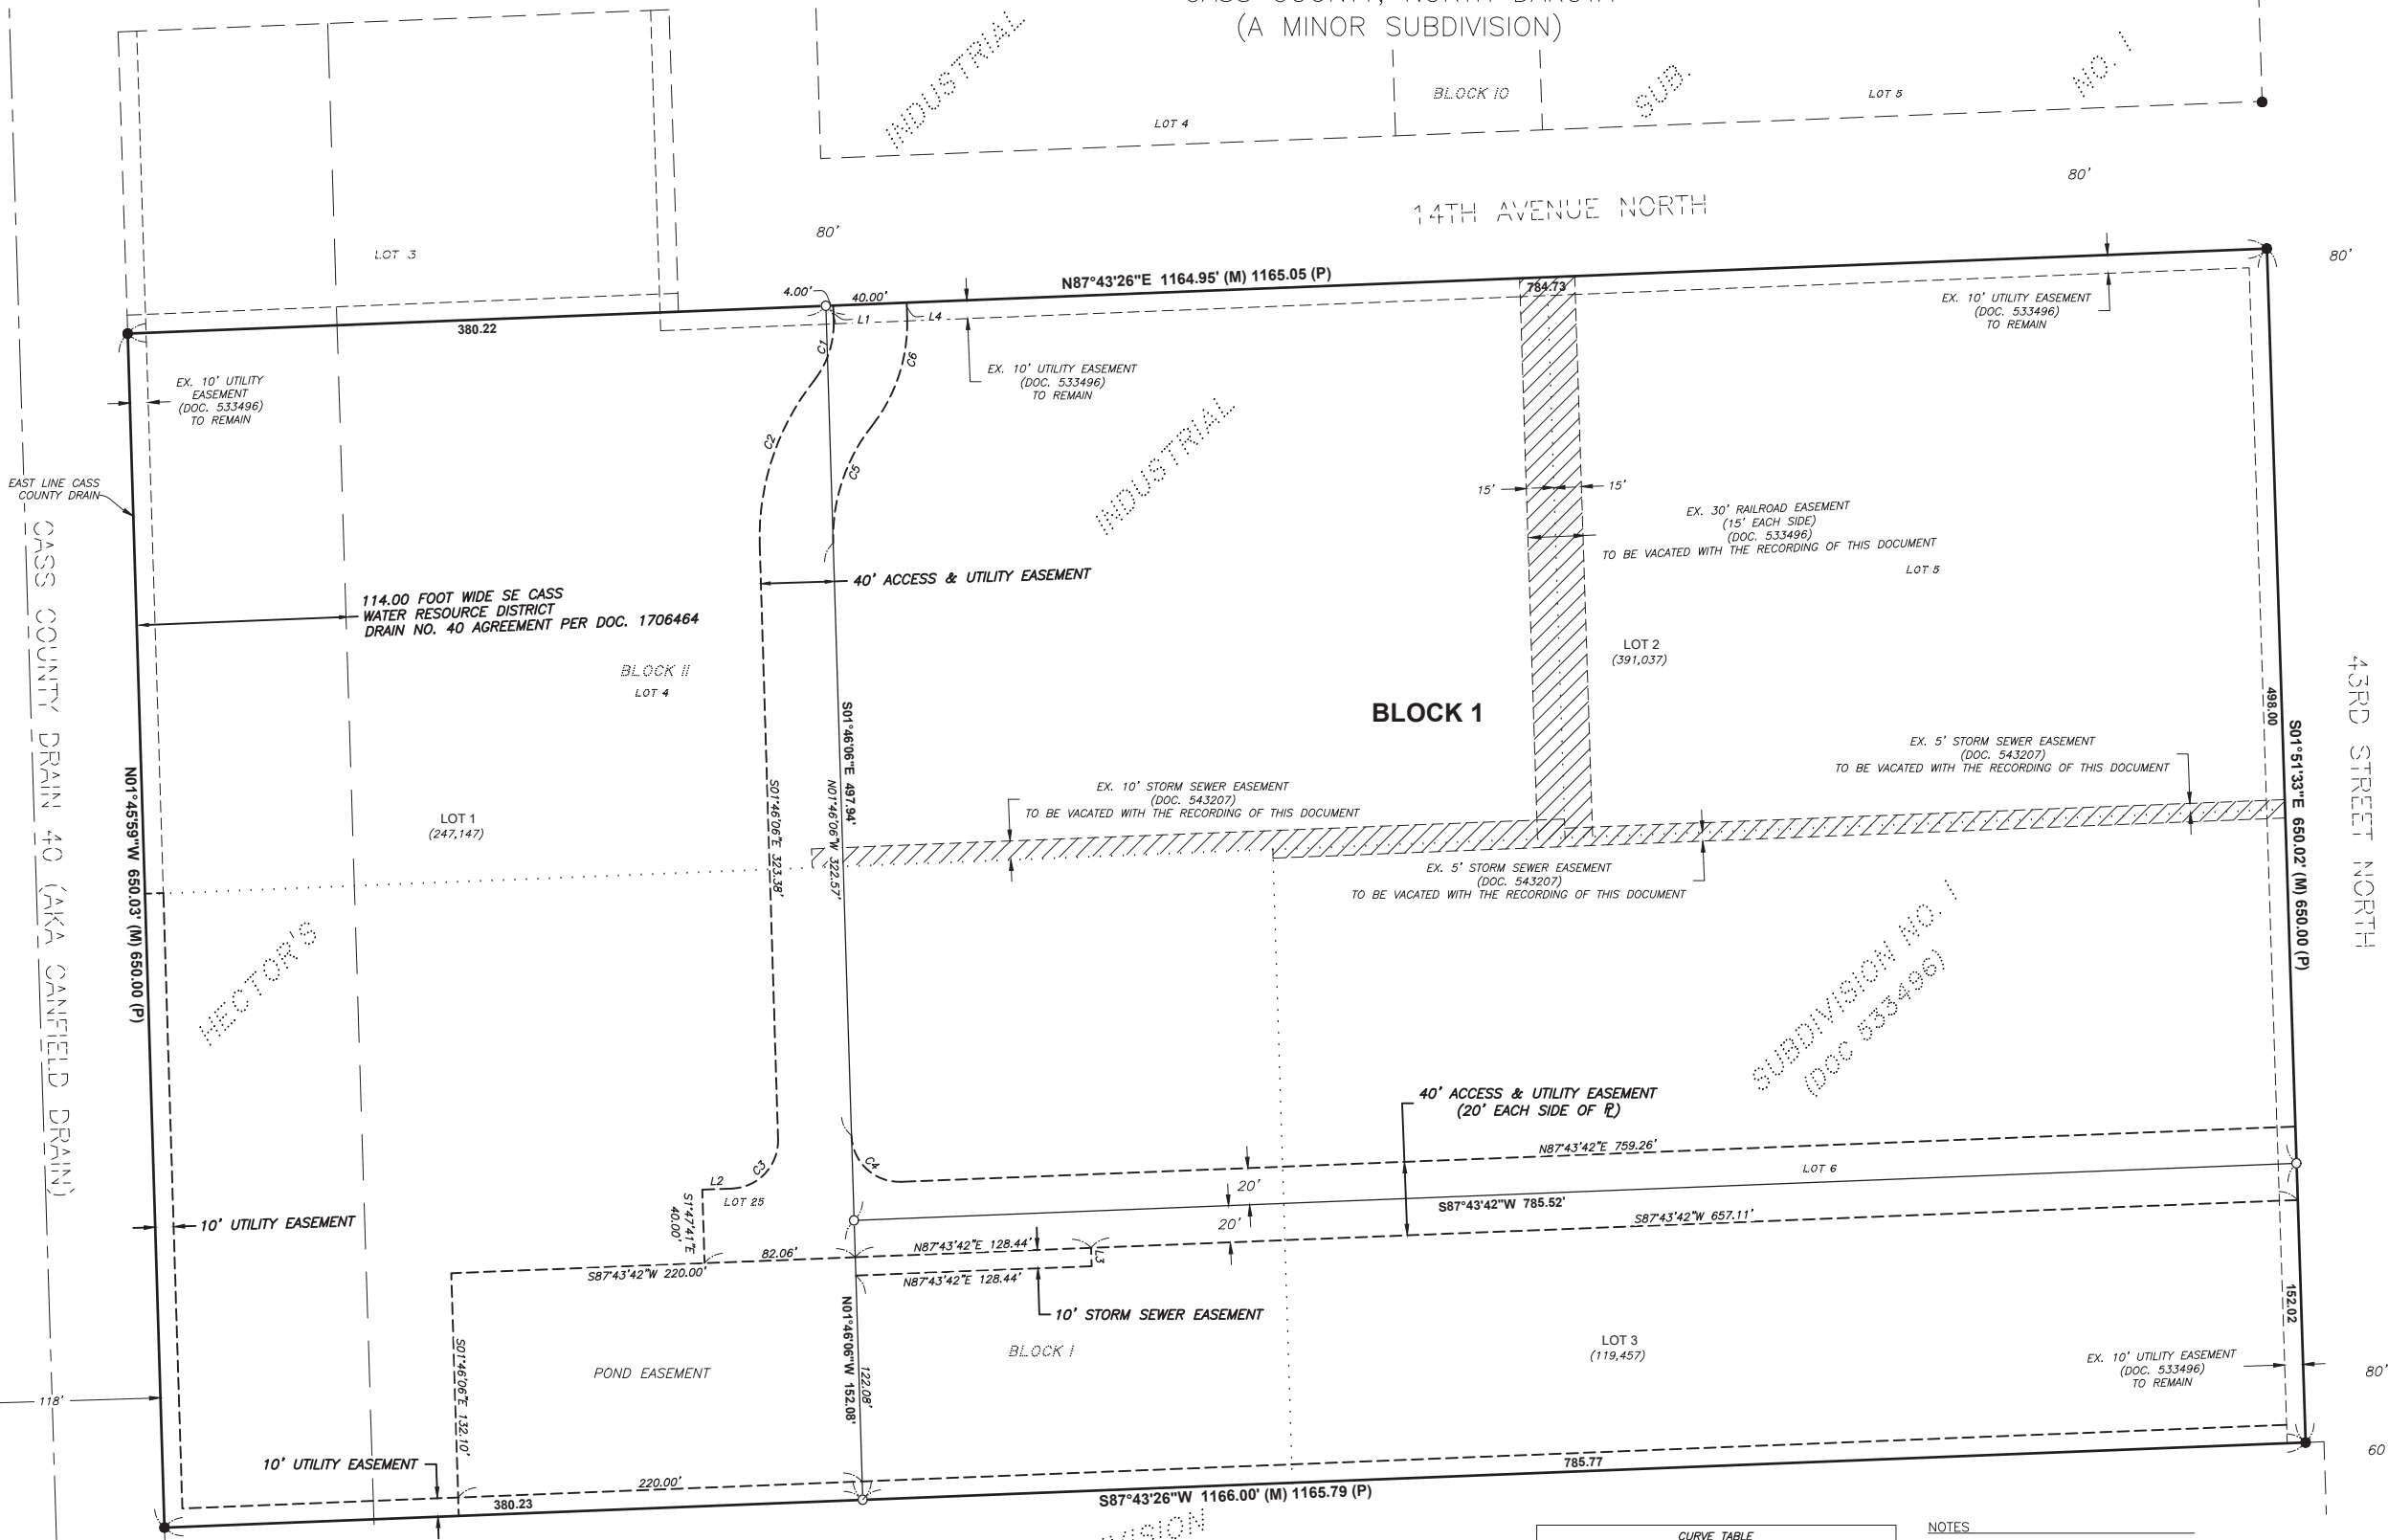 CASS COUNTY, NORTH DAKOTA
(A MINOR SUBDIVISION)
INDUSTRIAL
SUB.
NO. 1
BLOCK 10
LOT 5
LOT 4
80'
14TH AVENUE NORTH
80'
LOT 3
80'
N87°43'26"E 1164.95' (M) 1165.05 (P)
4.00'
40.00'
784.73
380.22
L1
L4
EX. 10' UTILITY EASEMENT
(DOC. 533496)
TO REMAIN
C1
C6
EX. 10' UTILITY EASEMENT
(DOC. 533496)
TO REMAIN
EX. 10' UTILITY
EASEMENT
(DOC. 533496)
TO REMAIN
C2
C5
INDUSTRIAL
EAST LINE CASS
COUNTY DRAIN
15'
15'
EX. 30' RAILROAD EASEMENT
(15' EACH SIDE)
(DOC. 533496)
TO BE VACATED WITH THE RECORDING OF THIS DOCUMENT
LOT 5
CASS COUNTY DRAIN 40 (AKA CANFIELD DRAIN)
40' ACCESS & UTILITY EASEMENT
114.00 FOOT WIDE SE CASS
WATER RESOURCE DISTRICT
DRAIN NO. 40 AGREEMENT PER DOC. 1706464
BLOCK 11
LOT 4
LOT 2
(391,037)
BLOCK 1
43RD STREET NORTH
498.00
S01°51'33"E 650.02' (M) 650.00 (P)
S01°46'06"E 497.94'
N01°46'06"W 322.57'
S01°46'06"E 323.38'
N01°45'59"W 650.03' (M) 650.00 (P)
EX. 5' STORM SEWER EASEMENT
(DOC. 543207)
TO BE VACATED WITH THE RECORDING OF THIS DOCUMENT
EX. 10' STORM SEWER EASEMENT
(DOC. 543207)
TO BE VACATED WITH THE RECORDING OF THIS DOCUMENT
LOT 1
(247,147)
EX. 5' STORM SEWER EASEMENT
(DOC. 543207)
TO BE VACATED WITH THE RECORDING OF THIS DOCUMENT
HECTOR'S
SUBDIVISION NO. 1
(DOC 533496)
40' ACCESS & UTILITY EASEMENT
(20' EACH SIDE OF PL)
N87°43'42"E 759.26'
C3
C4
L2
LOT 25
LOT 6
20'
S87°43'42"W 785.52'
20'
S87°43'42"W 657.11'
S1°47'41"E
40.00'
10' UTILITY EASEMENT
82.06'
N87°43'42"E 128.44'
L3
S87°43'42"W 220.00'
N87°43'42"E 128.44'
10' STORM SEWER EASEMENT
N01°46'06"W 152.08'
122.08'
152.02
S01°46'06"E 132.10'
BLOCK 1
LOT 3
(119,457)
POND EASEMENT
EX. 10' UTILITY EASEMENT
(DOC. 533496)
TO REMAIN
80'
118'
60
10' UTILITY EASEMENT
220.00'
785.77
380.23
S87°43'26"W 1166.00' (M) 1165.79 (P)
VISION
CURVE TABLE
NOTES